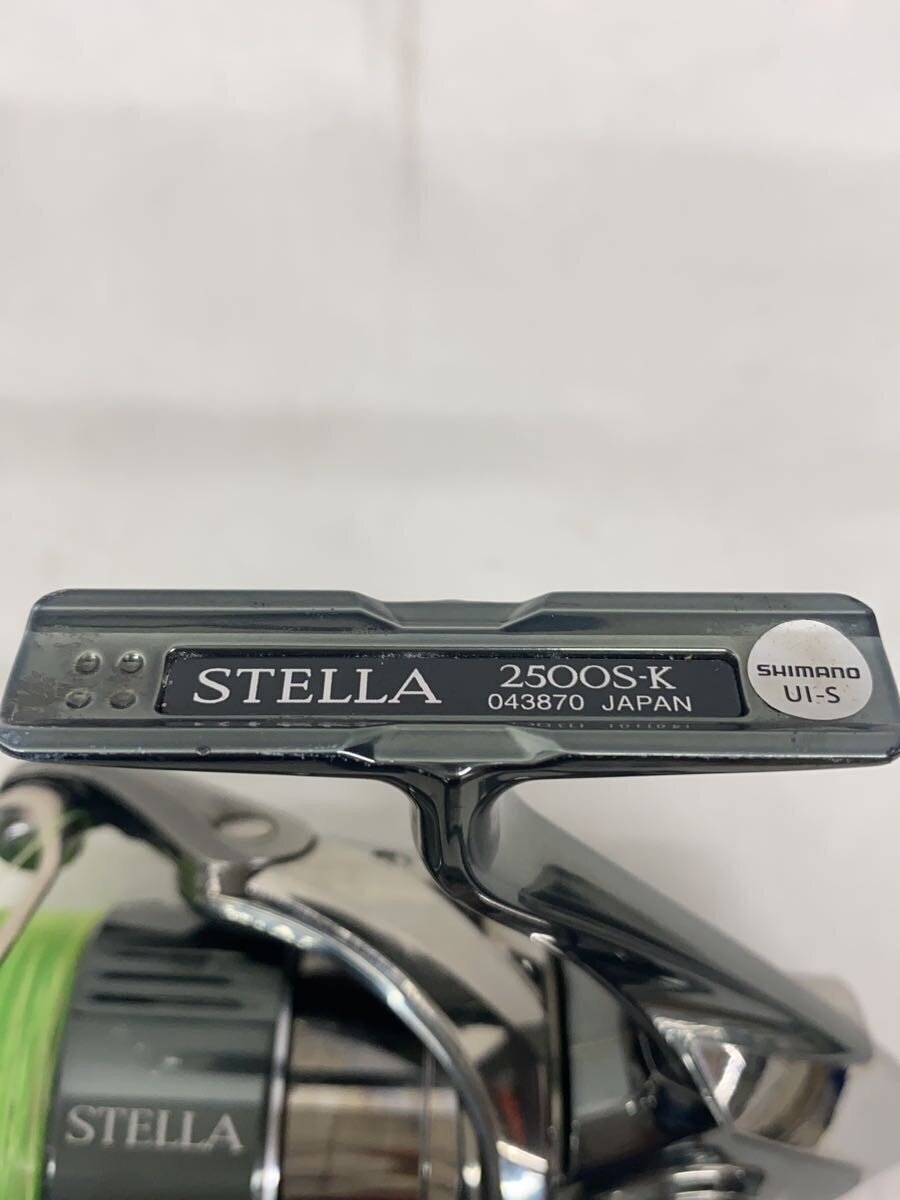 STELLA
2500S-K
043870 JAPAN
SHIMANO
UI-S
STELLA